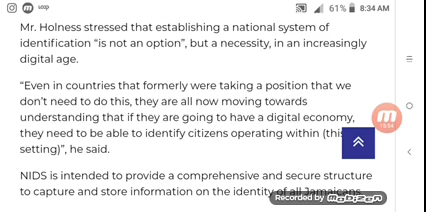 61% 8:34 AM
Mr. Holness stressed that establishing a national system of
identification “is not an option”, but a necessity, in an increasingly
digital age.
“Even in countries that formerly were taking a position that we
don’t need to do this, they are all now moving towards
understanding that if they are going to have a digital economy,
they need to be able to identify citizens operating within (this
setting)”, he said.
NIDS is intended to provide a comprehensive and secure structure
to capture and store information on the identity of all Jamaicans
Recorded by mobizen